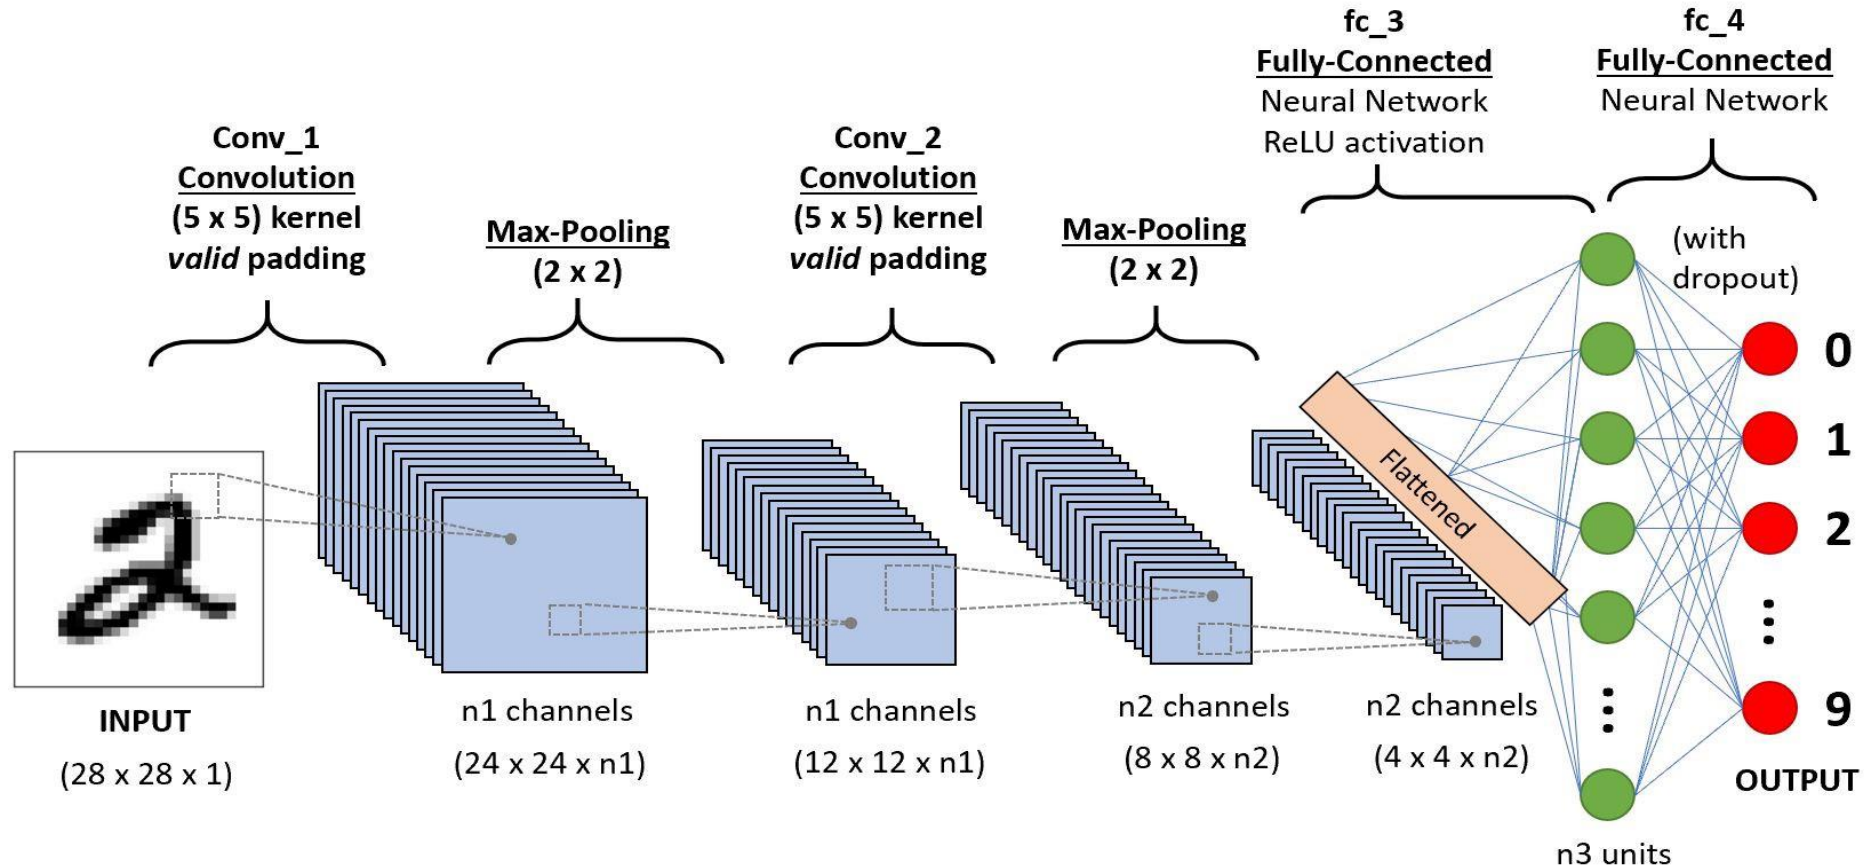 Conv_1
Convolution
(5 x 5) kernel
valid padding
Max-Pooling
(2 x 2)
Conv_2
Convolution
(5 x 5) kernel
valid padding
Max-Pooling
(2 x 2)
fc_3
Fully-Connected
Neural Network
ReLU activation
fc_4
Fully-Connected
Neural Network
(with
dropout)
INPUT
(28 x 28 x 1)
n1 channels
(24 x 24 x n1)
n1 channels
(12 x 12 x n1)
n2 channels
(8 x 8 x n2)
n2 channels
(4 x 4 x n2)
Flattened
n3 units
0
1
2
9
OUTPUT
2